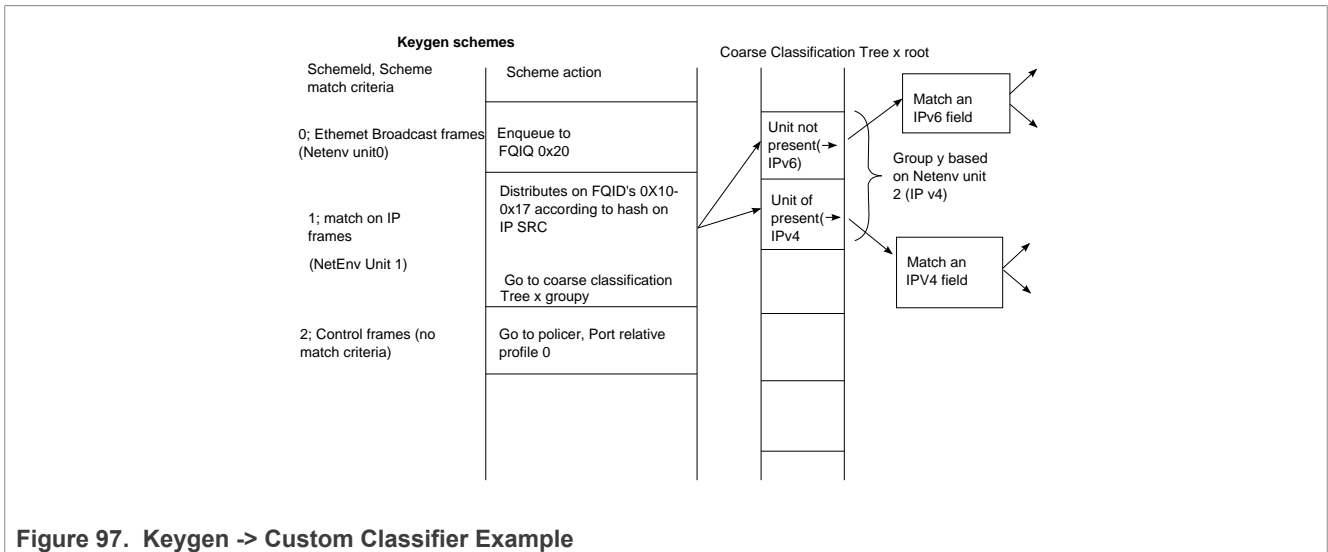 Keygen schemes
Coarse Classification Tree x root
SchemeId, Scheme
match criteria
Scheme action
0; Ethemet Broadcast frames
(Netenv unit0)
Enqueue to
FQIQ 0x20
1; match on IP
frames
(NetEnv Unit 1)
Distributes on FQID's 0X10-
0x17 according to hash on
IP SRC
Go to coarse classification
Tree x groupy
2; Control frames (no
match criteria)
Go to policer, Port relative
profile 0
Unit not
present(→
IPv6)
Unit of
present(→
IPv4
Group y based
on Netenv unit
2 (IP v4)
Match an
IPv6 field
Match an
IPV4 field
Figure 97. Keygen -> Custom Classifier Example